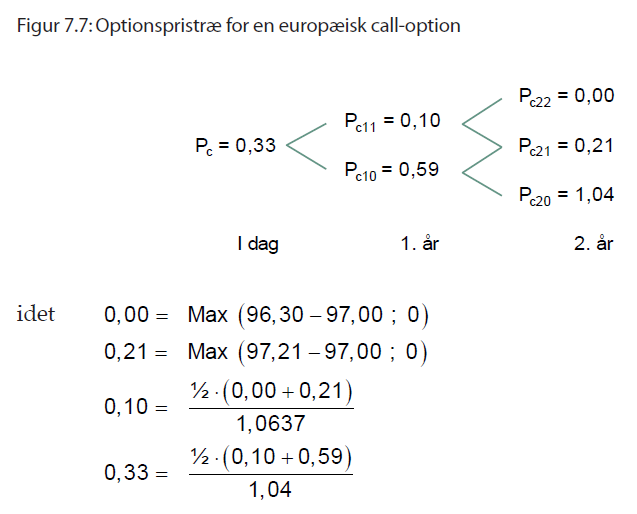 Figur 7.7: Optionspristræ for en europæisk call-option
P_c22 = 0,00
P_c11 = 0,10
P_c = 0,33
P_c21 = 0,21
P_c10 = 0,59
P_c20 = 1,04
I dag 1. år 2. år
idet 0,00 = Max (96,30 – 97,00 ; 0)
0,21 = Max (97,21 – 97,00 ; 0)
0,10 = ½ · (0,00 + 0,21) / 1,0637
0,33 = ½ · (0,10 + 0,59) / 1,04